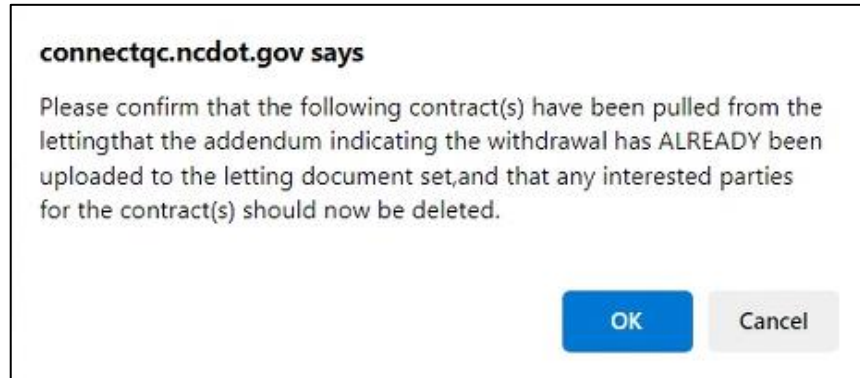 connectqc.ncdot.gov says
Please confirm that the following contract(s) have been pulled from the
lettingthat the addendum indicating the withdrawal has ALREADY been
uploaded to the letting document set,and that any interested parties
for the contract(s) should now be deleted.
OK Cancel